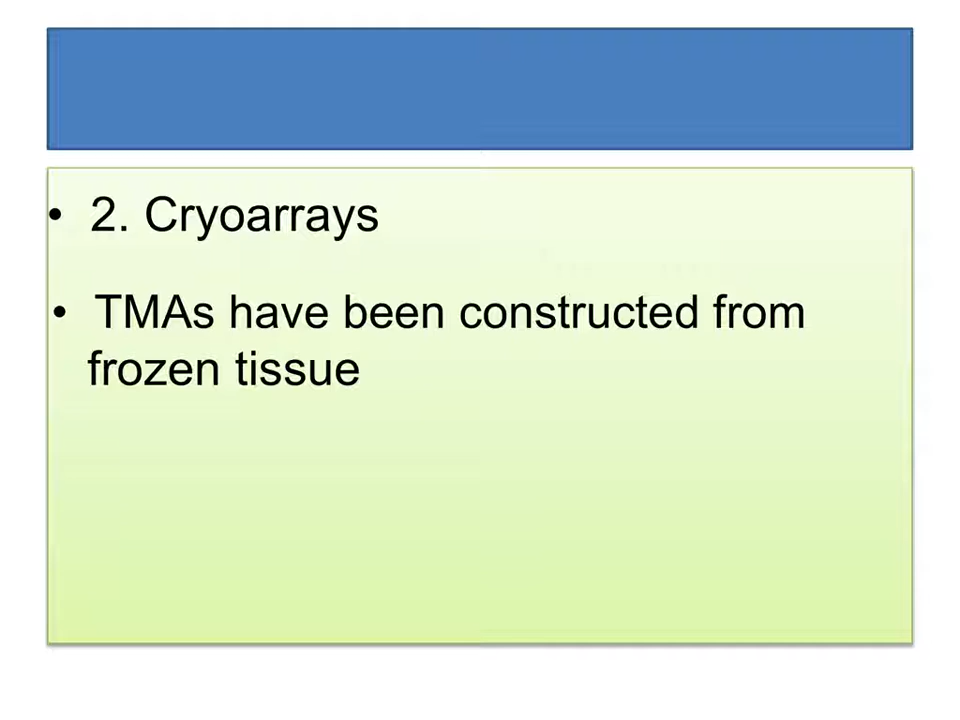 • 2. Cryoarrays
• TMAs have been constructed from
frozen tissue